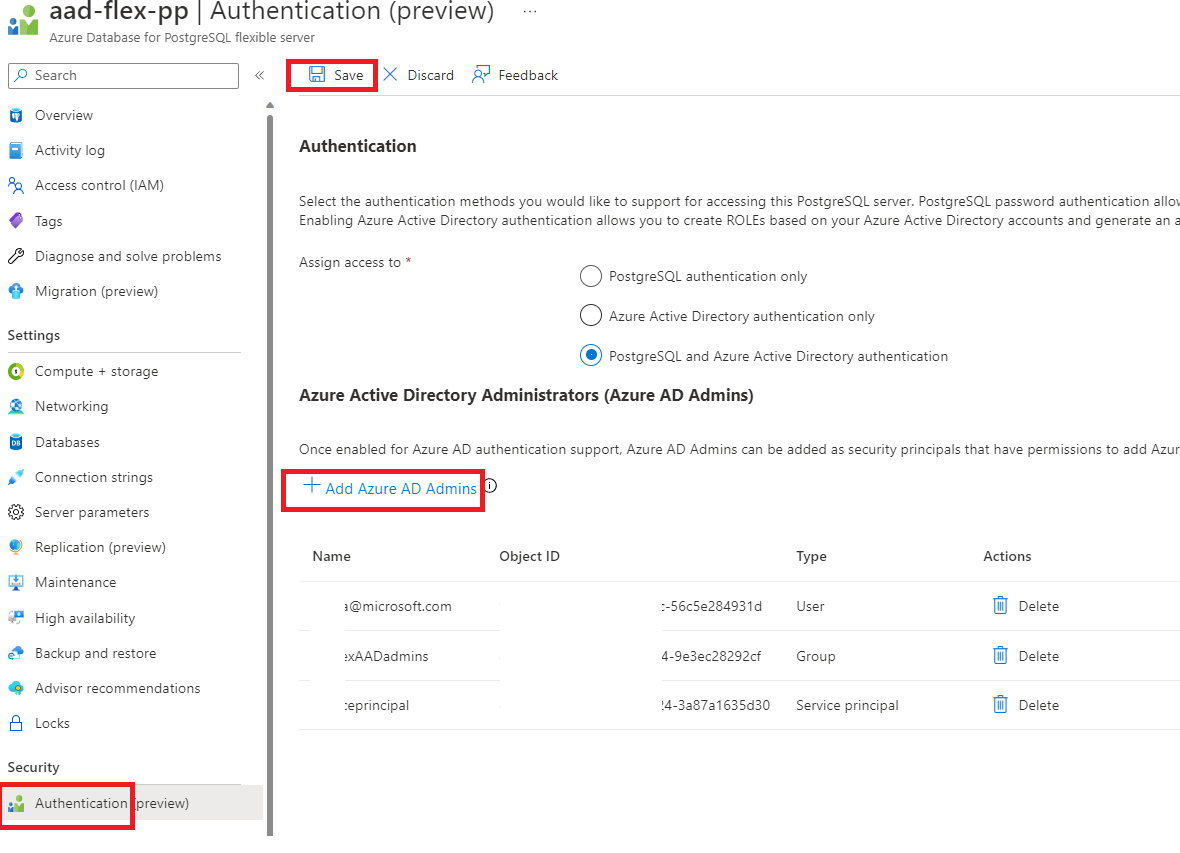 aad-flex-pp | Authentication (preview) ...
Azure Database for PostgreSQL flexible server
Search «
Save Discard Feedback
Overview
Activity log
Access control (IAM)
Tags
Diagnose and solve problems
Migration (preview)
Settings
Compute + storage
Networking
Databases
Connection strings
Server parameters
Replication (preview)
Maintenance
High availability
Backup and restore
Advisor recommendations
Locks
Security
Authentication (preview)
Authentication
Select the authentication methods you would like to support for accessing this PostgreSQL server. PostgreSQL password authentication allow
Enabling Azure Active Directory authentication allows you to create ROLEs based on your Azure Active Directory accounts and generate an a
Assign access to *
PostgreSQL authentication only
Azure Active Directory authentication only
PostgreSQL and Azure Active Directory authentication
Azure Active Directory Administrators (Azure AD Admins)
Once enabled for Azure AD authentication support, Azure AD Admins can be added as security principals that have permissions to add Azur
+ Add Azure AD Admins
Name Object ID Type Actions
a@microsoft.com -56c5e284931d User Delete
xAADadmins 4-9e3ec28292cf Group Delete
ceprincipal 24-3a87a1635d30 Service principal Delete